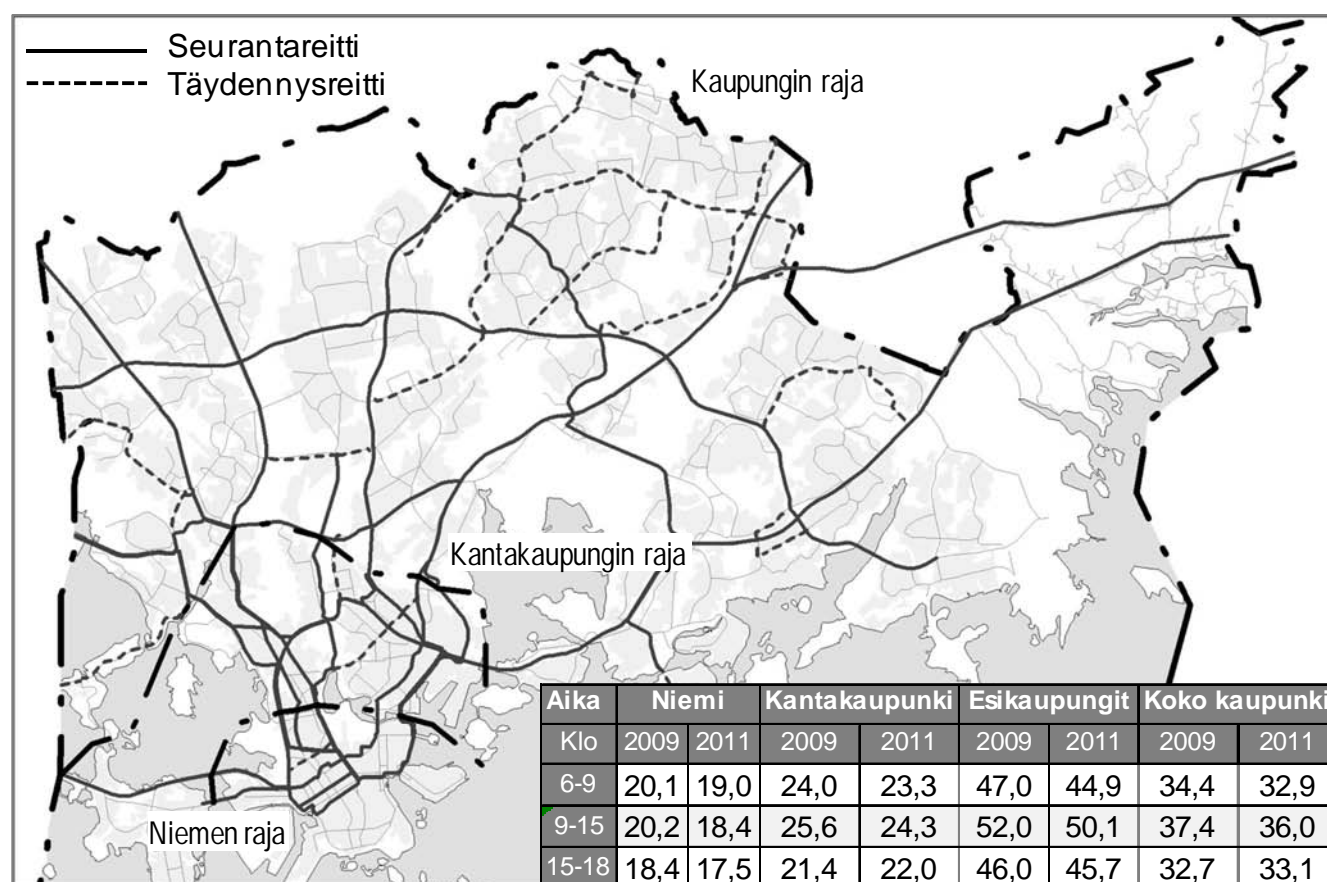 Seurantareitti
Täydennysreitti
Kaupungin raja
Kantakaupungin raja
Niemen raja
Aika Niemi Kantakaupunki Esikaupungit Koko kaupunki
Klo 2009 2011 2009 2011 2009 2011 2009 2011
6-9 20,1 19,0 24,0 23,3 47,0 44,9 34,4 32,9
9-15 20,2 18,4 25,6 24,3 52,0 50,1 37,4 36,0
15-18 18,4 17,5 21,4 22,0 46,0 45,7 32,7 33,1